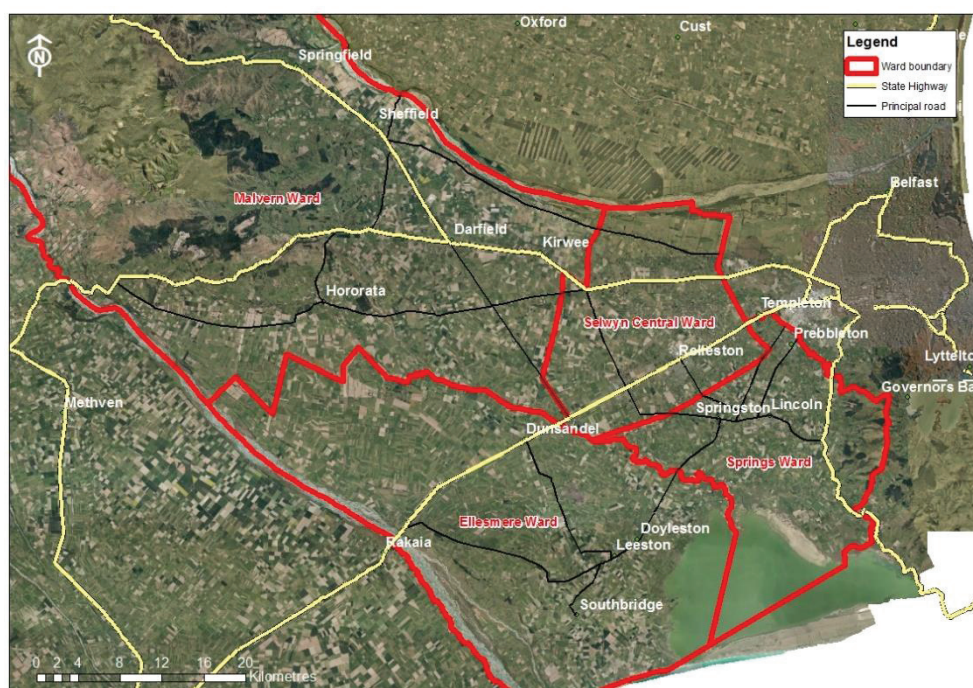 Oxford
Cust
Springfield
Legend
Ward boundary
State Highway
Principal road
N
Sheffield
Belfast
Malvern Ward
Darfield
Kirwee
Hororata
Templeton
Selwyn Central Ward
Prebbleton
Rolleston
Lyttelto
Governors Ba
Methven
Springston
Lincoln
Dunsandel
Springs Ward
Ellesmere Ward
Doyleston
Rakaia
Leeston
Southbridge
0 2 4 8 12 16 20
Kilometres